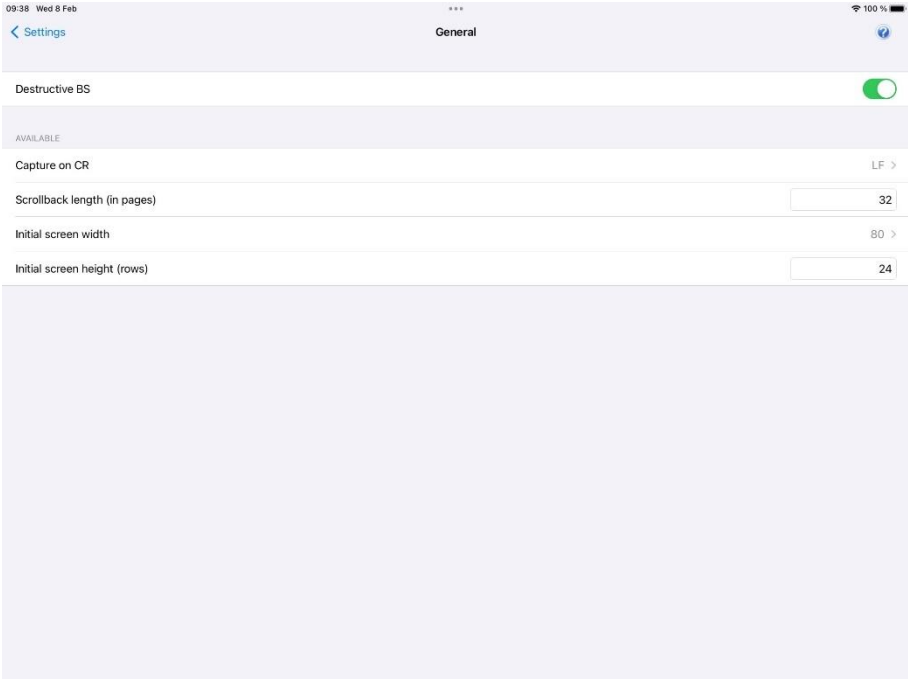 09:38 Wed 8 Feb 100 %
Settings General ?
Destructive BS
AVAILABLE
Capture on CR LF
Scrollback length (in pages) 32
Initial screen width 80
Initial screen height (rows) 24